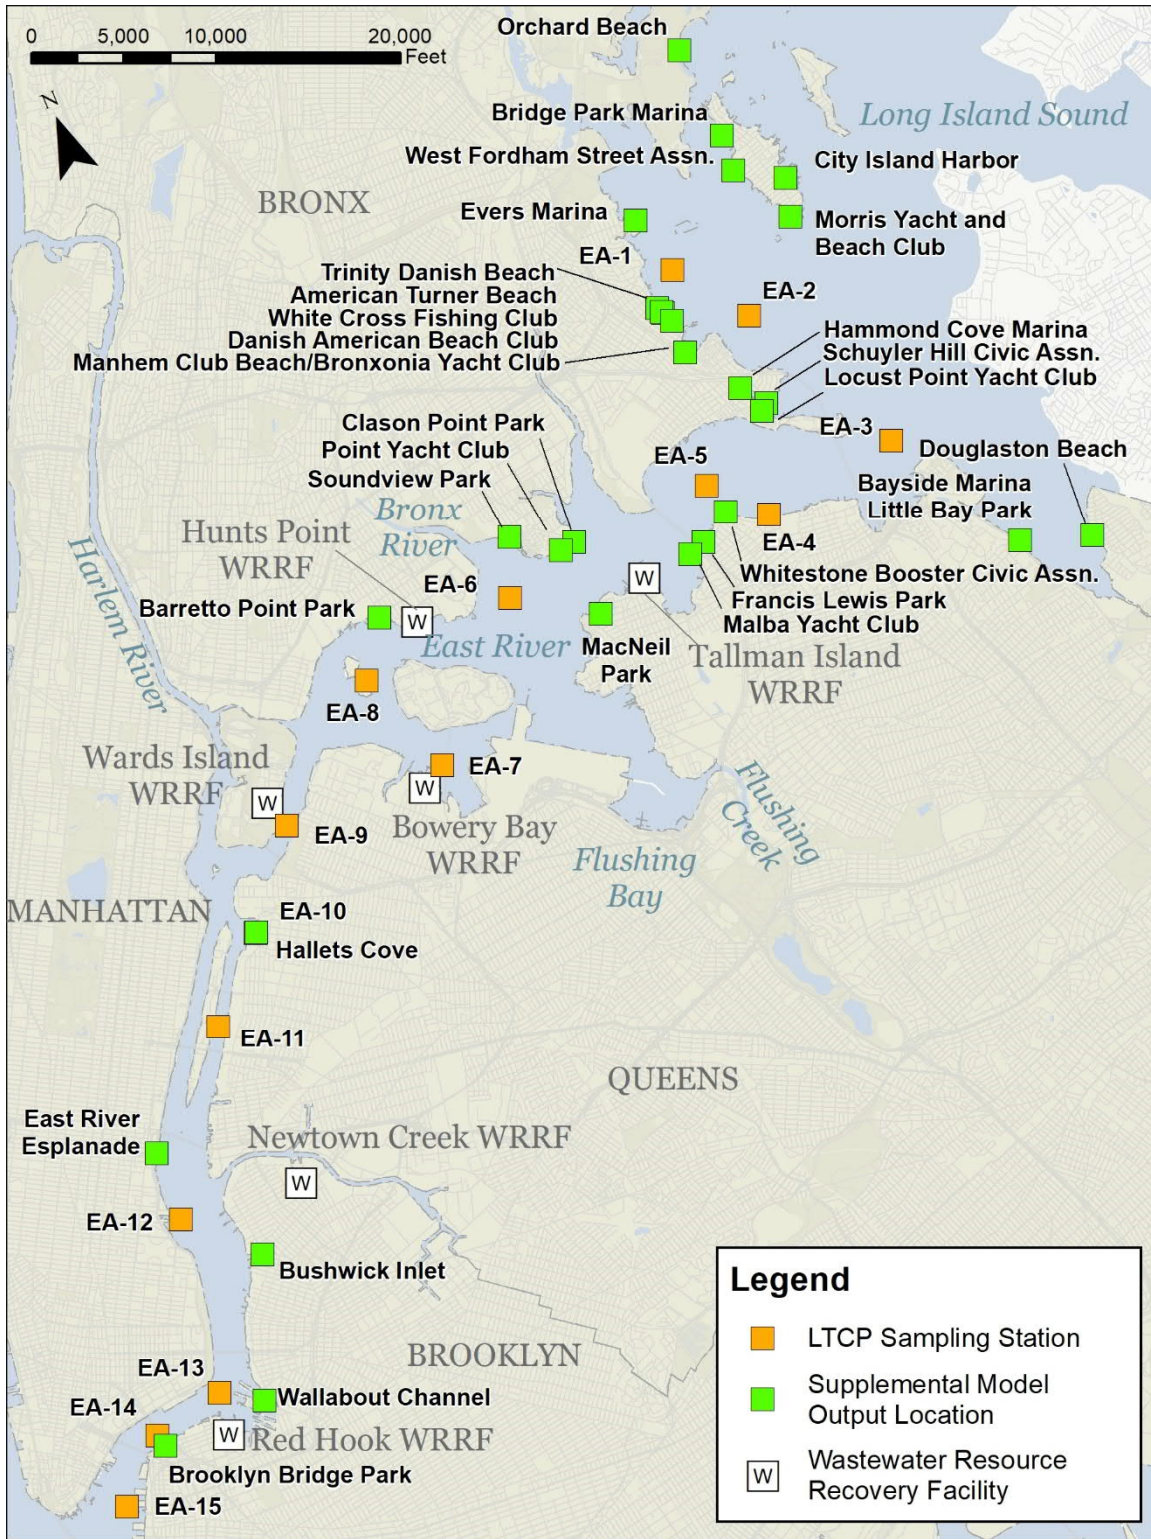 Orchard Beach
0 5,000 10,000 20,000
Feet
N
Bridge Park Marina
Long Island Sound
West Fordham Street Assn.
City Island Harbor
BRONX
Evers Marina
Morris Yacht and
Beach Club
EA-1
Trinity Danish Beach
American Turner Beach
White Cross Fishing Club
Danish American Beach Club
Manhem Club Beach/Bronxonia Yacht Club
EA-2
Hammond Cove Marina
Schuyler Hill Civic Assn.
Locust Point Yacht Club
Clason Point Park
Point Yacht Club
Soundview Park
EA-3
Douglaston Beach
EA-5
Bayside Marina
Little Bay Park
Bronx
River
Hunts Point
WRRF
Harlem River
EA-4
Whitestone Booster Civic Assn.
Francis Lewis Park
Malba Yacht Club
EA-6
W
Barretto Point Park
W
East River
MacNeil
Park
Tallman Island
WRRF
EA-8
Wards Island
WRRF
W
EA-7
W
Bowery Bay
WRRF
EA-9
Flushing
Creek
Flushing
Bay
MANHATTAN
EA-10
Hallets Cove
EA-11
QUEENS
East River
Esplanade
Newtown Creek WRRF
W
EA-12
Bushwick Inlet
BROOKLYN
EA-13
Wallabout Channel
EA-14
W
Red Hook WRRF
Brooklyn Bridge Park
EA-15
Legend
LTCP Sampling Station
Supplemental Model
Output Location
W
Wastewater Resource
Recovery Facility